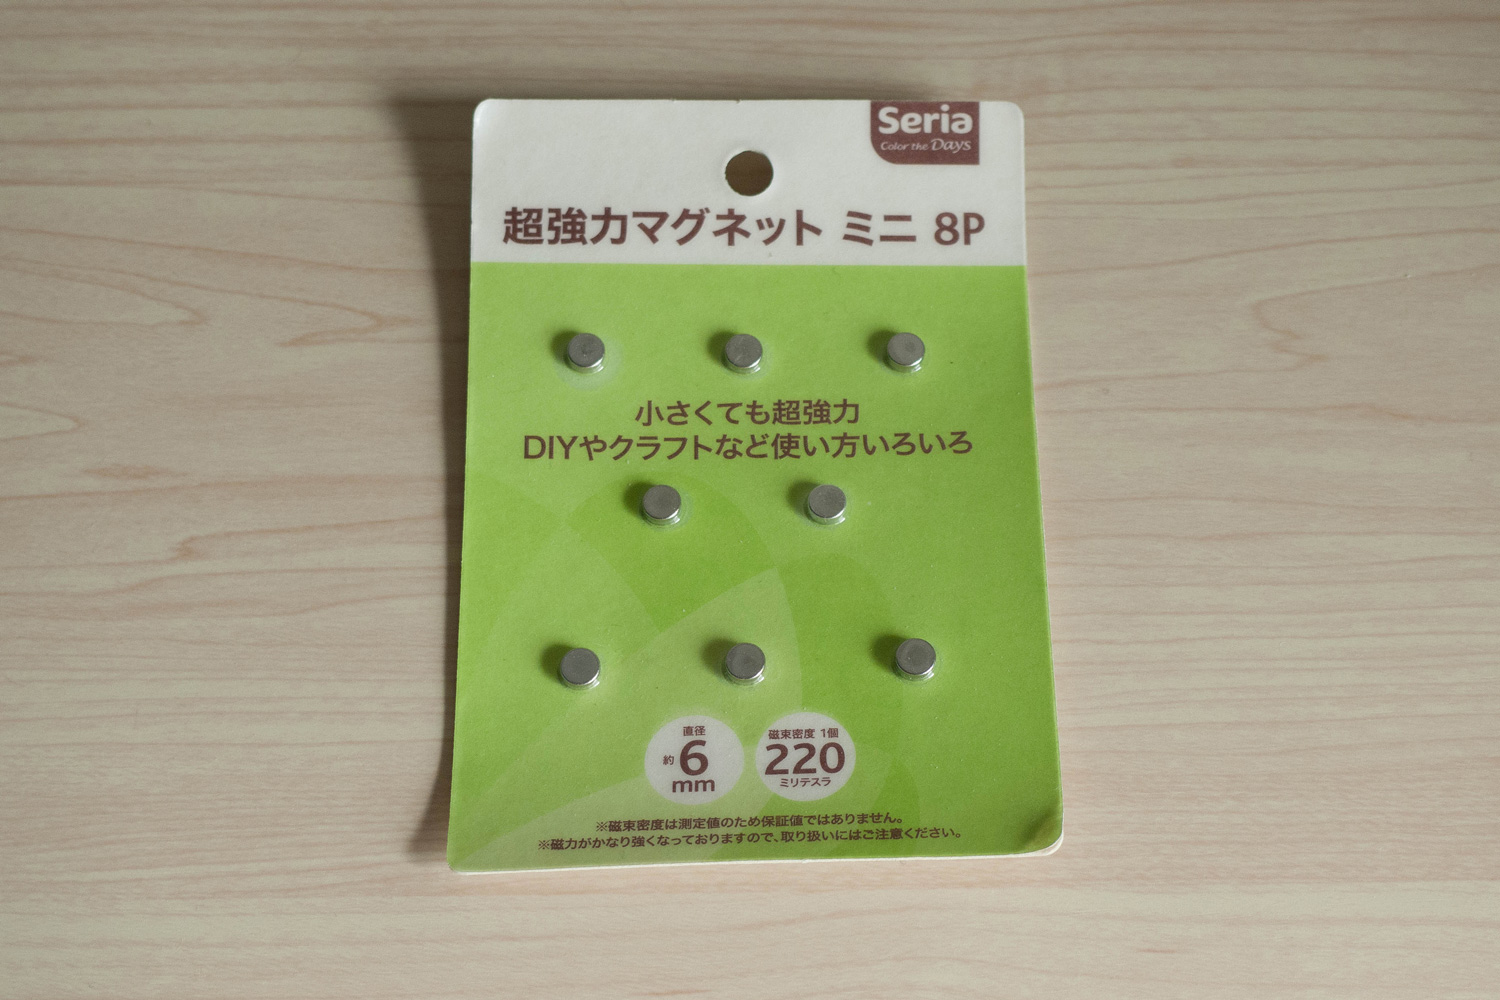 Seria
Color the Days
超強力マグネット ミニ 8P
小さくても超強力
DIYやクラフトなど使い方いろいろ
直径
約6
mm
磁束密度 1個
220
ミリテスラ
※磁束密度は測定値のため保証値ではありません。
※磁力がかなり強くなっておりますので、取り扱いにはご注意ください。